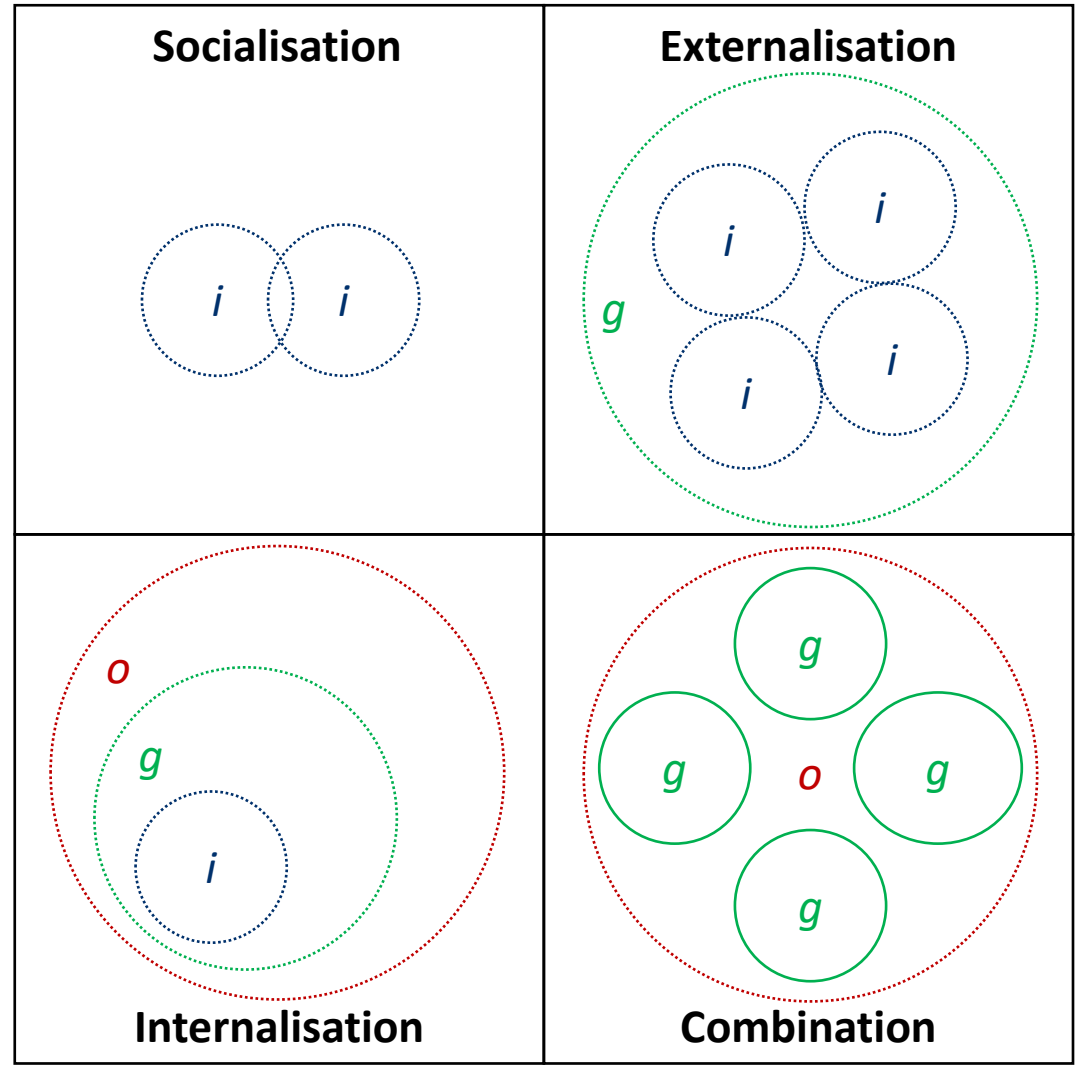 Socialisation
i i
Externalisation
i
i
g
i
i
o
g
i
Internalisation
g
g o g
g
Combination